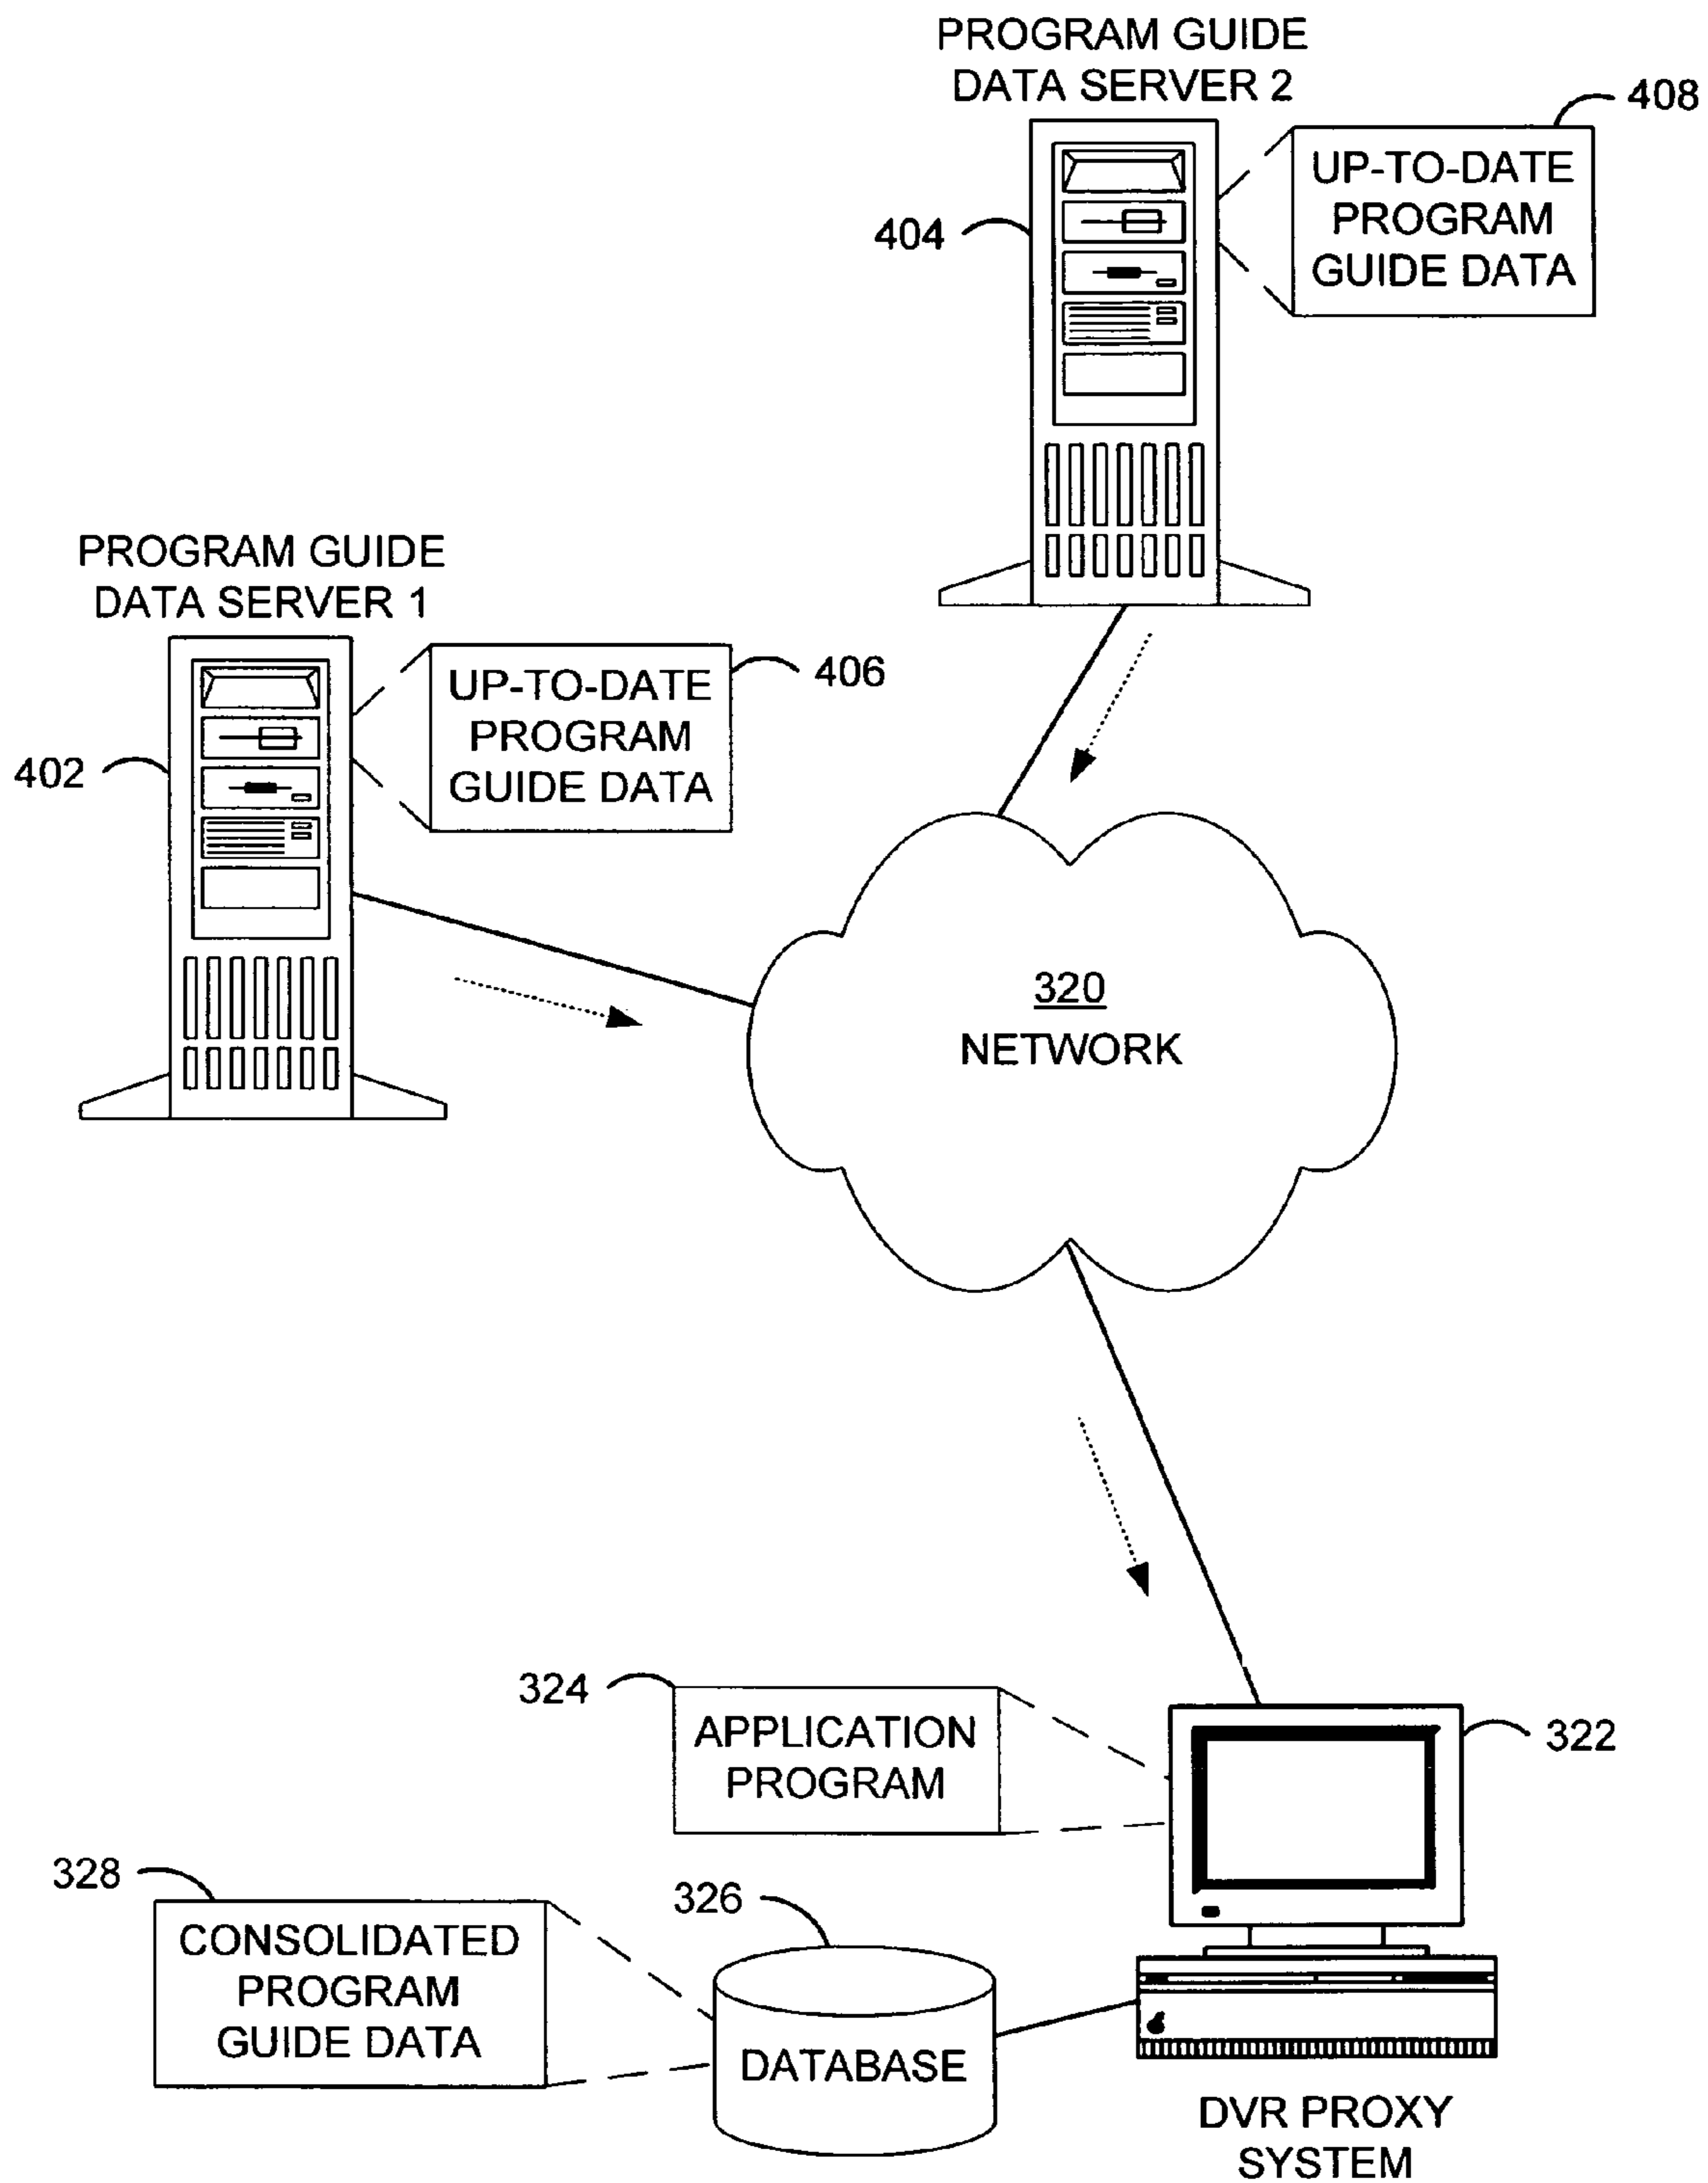 PROGRAM GUIDE
DATA SERVER 2
408
UP-TO-DATE
PROGRAM
GUIDE DATA
404
PROGRAM GUIDE
DATA SERVER 1
406
UP-TO-DATE
PROGRAM
GUIDE DATA
402
320
NETWORK
324
APPLICATION
PROGRAM
322
328
CONSOLIDATED
PROGRAM
GUIDE DATA
326
DATABASE
DVR PROXY
SYSTEM